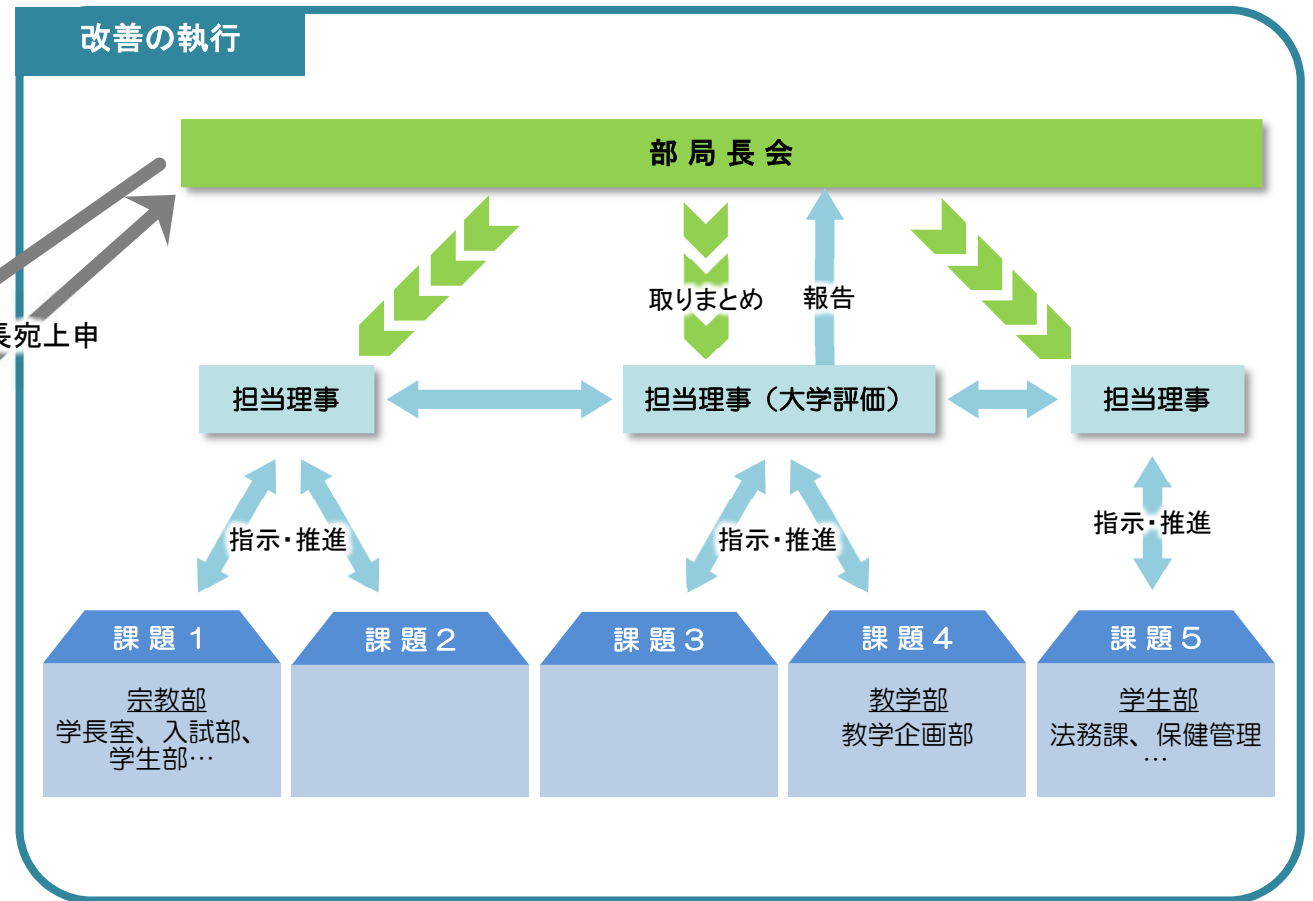 改善の執行
部局長会
取りまとめ
報告
長宛上申
担当理事
担当理事（大学評価）
担当理事
指示・推進
指示・推進
指示・推進
課題１
課題２
課題３
課題４
課題５
宗教部
学長室、入試部、
学生部…
教学部
教学企画部
学生部
法務課、保健管理
…